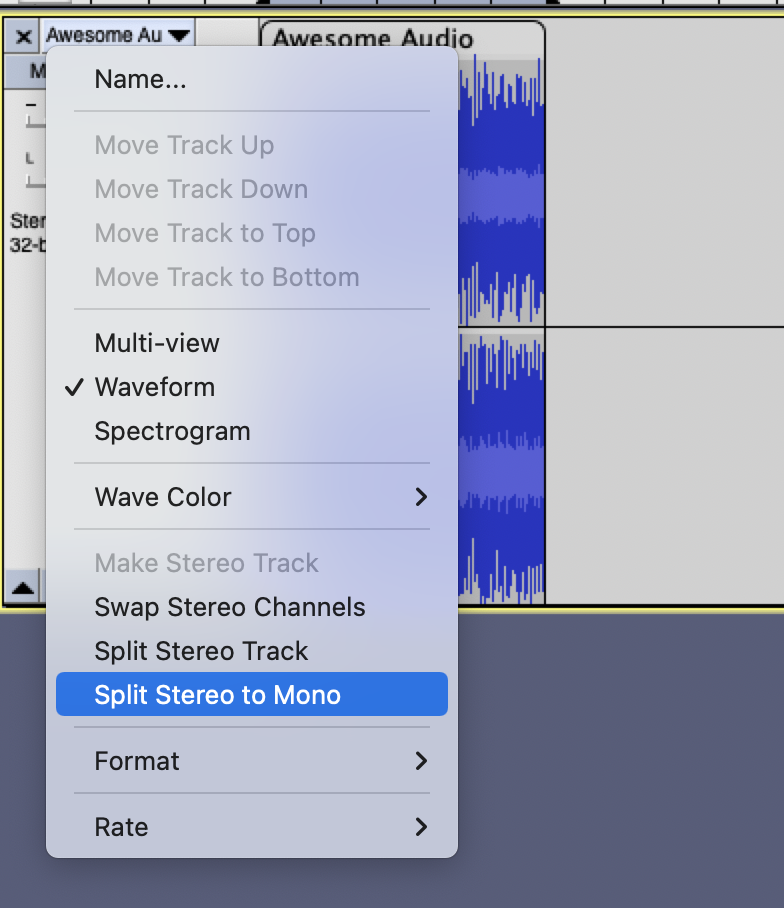 Awesome Au
Awesome Audio
M
Name...
Move Track Up
Move Track Down
Move Track to Top
Move Track to Bottom
L
Ster
32-b
Multi-view
Waveform
Spectrogram
Wave Color
Make Stereo Track
Swap Stereo Channels
Split Stereo Track
Split Stereo to Mono
Format
Rate